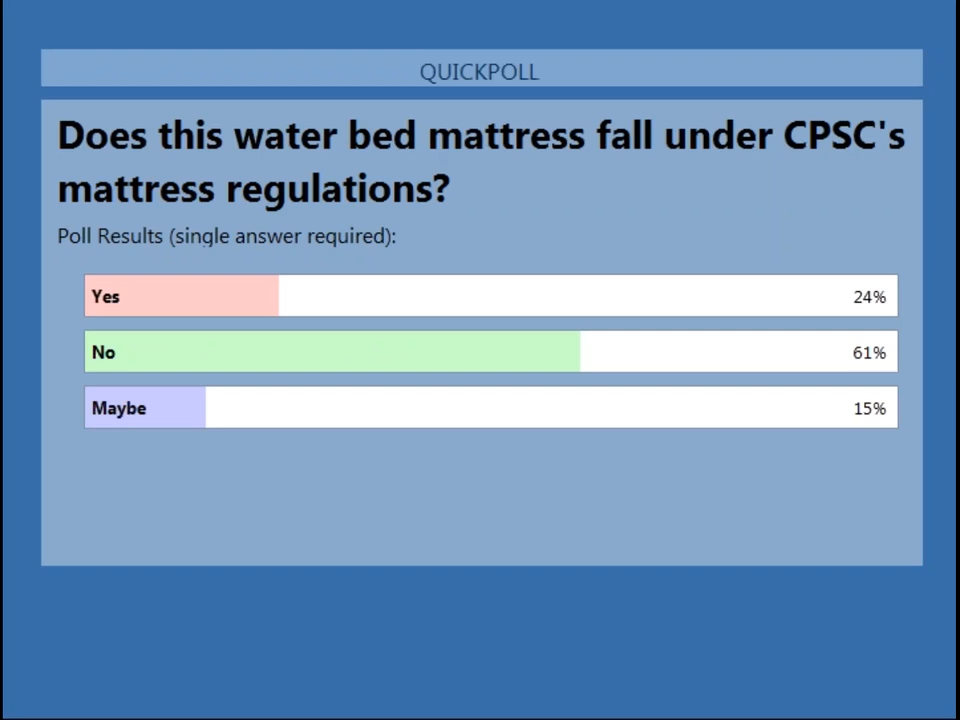 QUICKPOLL
Does this water bed mattress fall under CPSC's
mattress regulations?
Poll Results (single answer required):
Yes 24%
No 61%
Maybe 15%